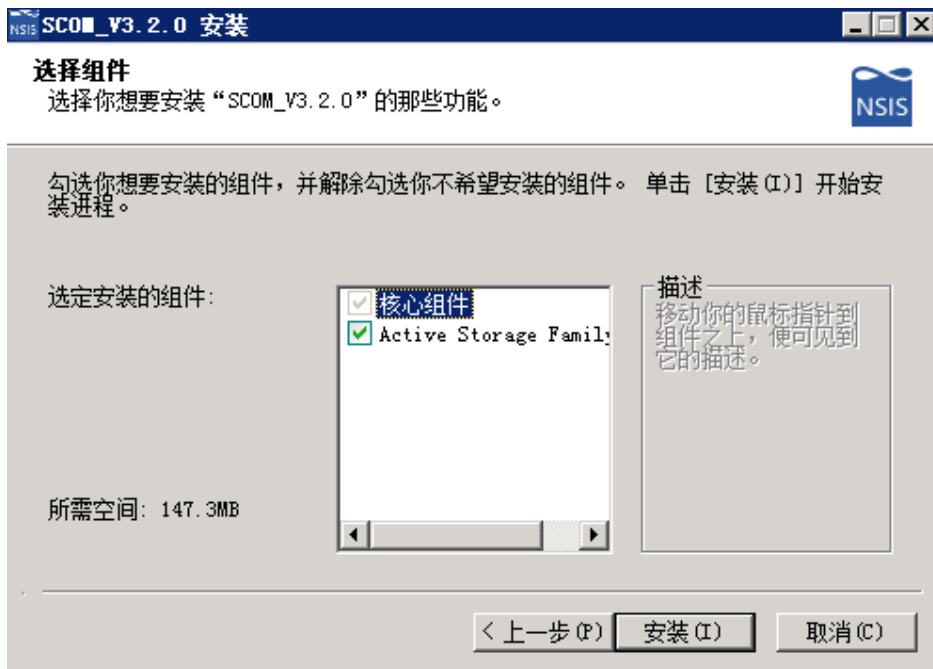 NSIS SCOM_V3.2.0 安装
选择组件
选择你想要安装“SCOM_V3.2.0”的那些功能。
NSIS
勾选你想要安装的组件，并解除勾选你不希望安装的组件。 单击 [安装(I)] 开始安
装进程。
选定安装的组件:
核心组件
Active Storage Family
描述
移动你的鼠标指针到
组件之上，便可见到
它的描述。
所需空间: 147.3MB
< 上一步(P)
安装(I)
取消(C)